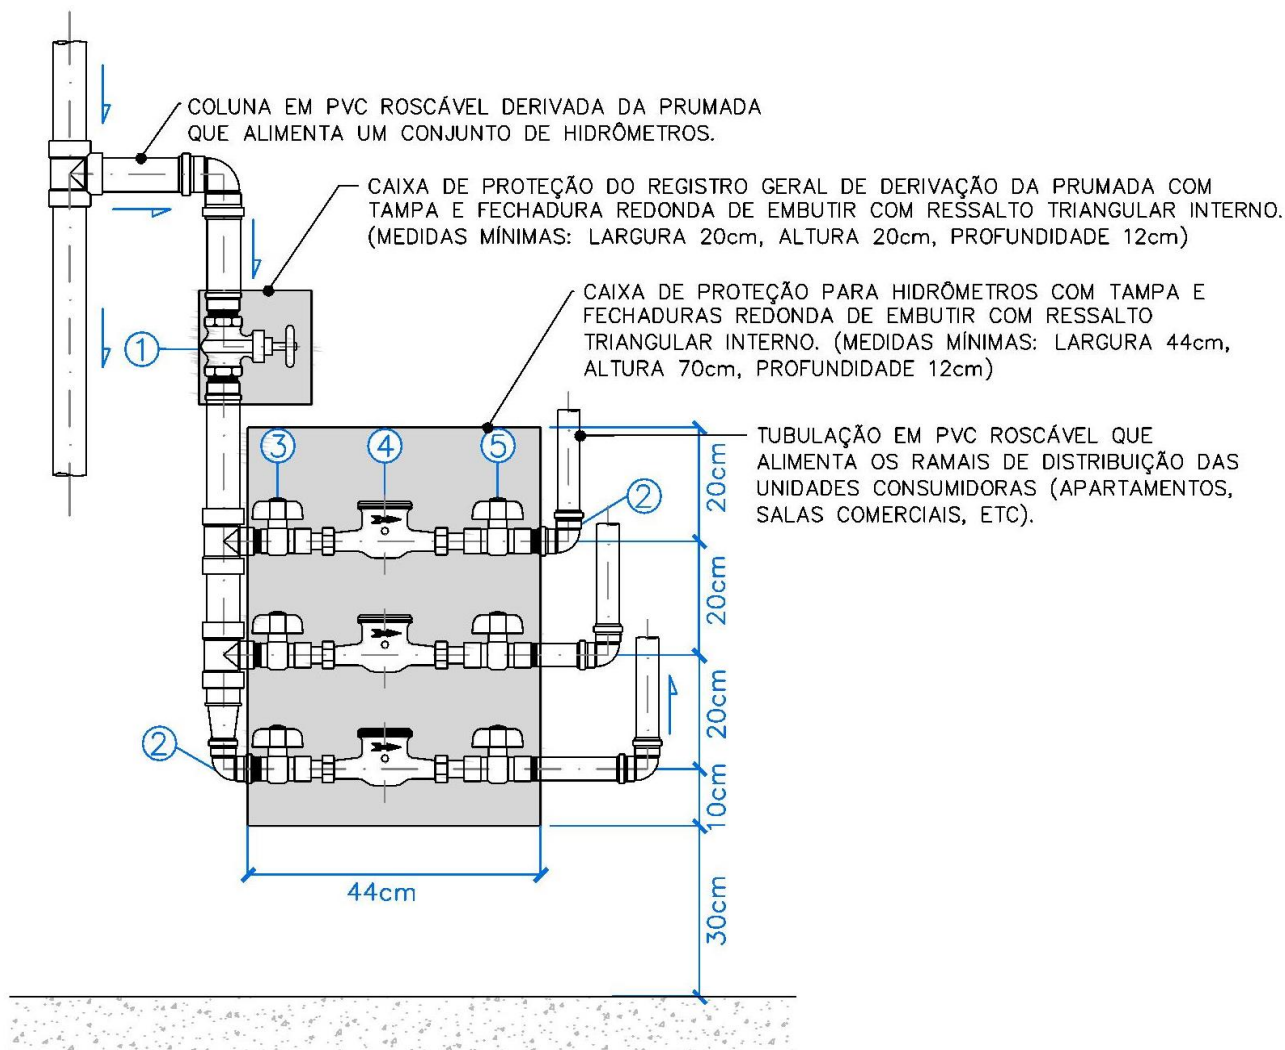 COLUNA EM PVC ROSCÁVEL DERIVADA DA PRUMADA
QUE ALIMENTA UM CONJUNTO DE HIDRÔMETROS.
CAIXA DE PROTEÇÃO DO REGISTRO GERAL DE DERIVAÇÃO DA PRUMADA COM
TAMPA E FECHADURA REDONDA DE EMBUTIR COM RESSALTO TRIANGULAR INTERNO.
(MEDIDAS MÍNIMAS: LARGURA 20cm, ALTURA 20cm, PROFUNDIDADE 12cm)
CAIXA DE PROTEÇÃO PARA HIDRÔMETROS COM TAMPA E
FECHADURAS REDONDA DE EMBUTIR COM RESSALTO
TRIANGULAR INTERNO. (MEDIDAS MÍNIMAS: LARGURA 44cm,
ALTURA 70cm, PROFUNDIDADE 12cm)
1
3
4
5
TUBULAÇÃO EM PVC ROSCÁVEL QUE
ALIMENTA OS RAMAIS DE DISTRIBUIÇÃO DAS
UNIDADES CONSUMIDORAS (APARTAMENTOS,
SALAS COMERCIAIS, ETC).
2
20cm
20cm
20cm
2
10cm
44cm
30cm